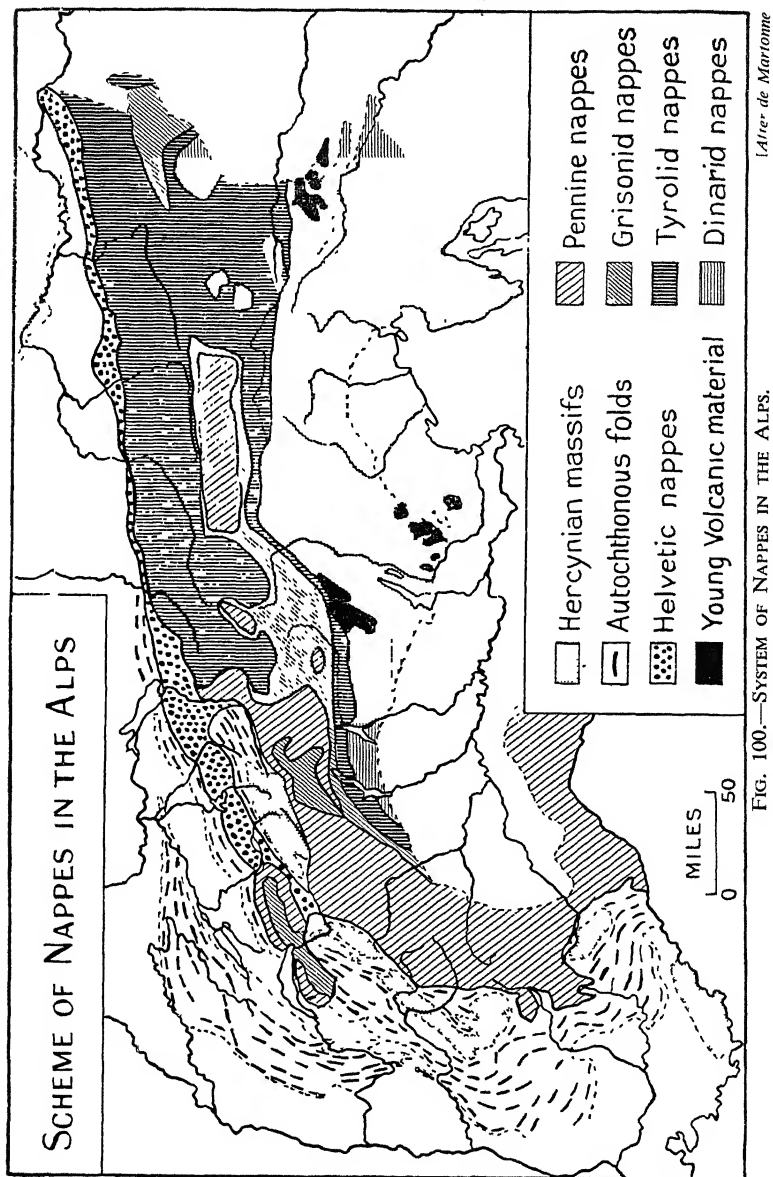 SCHEME OF NAPPES IN THE ALPS
MILES
0 50
Hercynian massifs
Autochthonous folds
Helvetic nappes
Young Volcanic material
Pennine nappes
Grisonid nappes
Tyrolid nappes
Dinarid nappes
FIG. 100.—SYSTEM OF NAPPES IN THE ALPS.
[After de Martonne